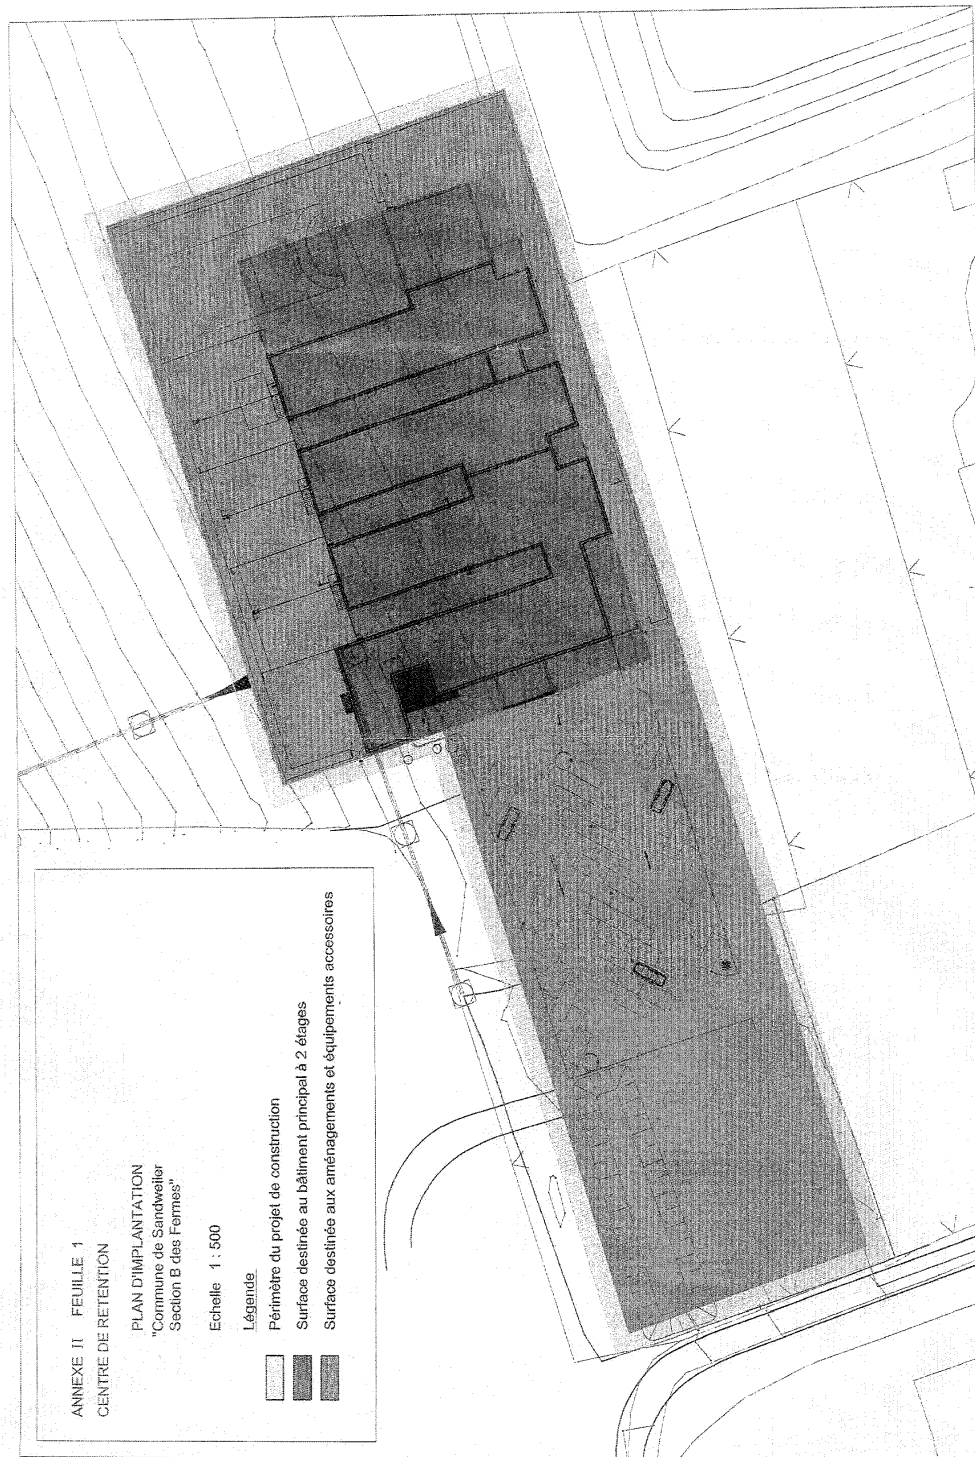 ANNEXE II FEUILLE 1
CENTRE DE RETENTION
PLAN D'IMPLANTATION
"Commune de Sandweiler
Section B des Fermes"
Echelle 1 : 500
Légende
Périmètre du projet de construction
Surface destinée au bâtiment principal à 2 étages
Surface destinée aux aménagements et équipements accessoires